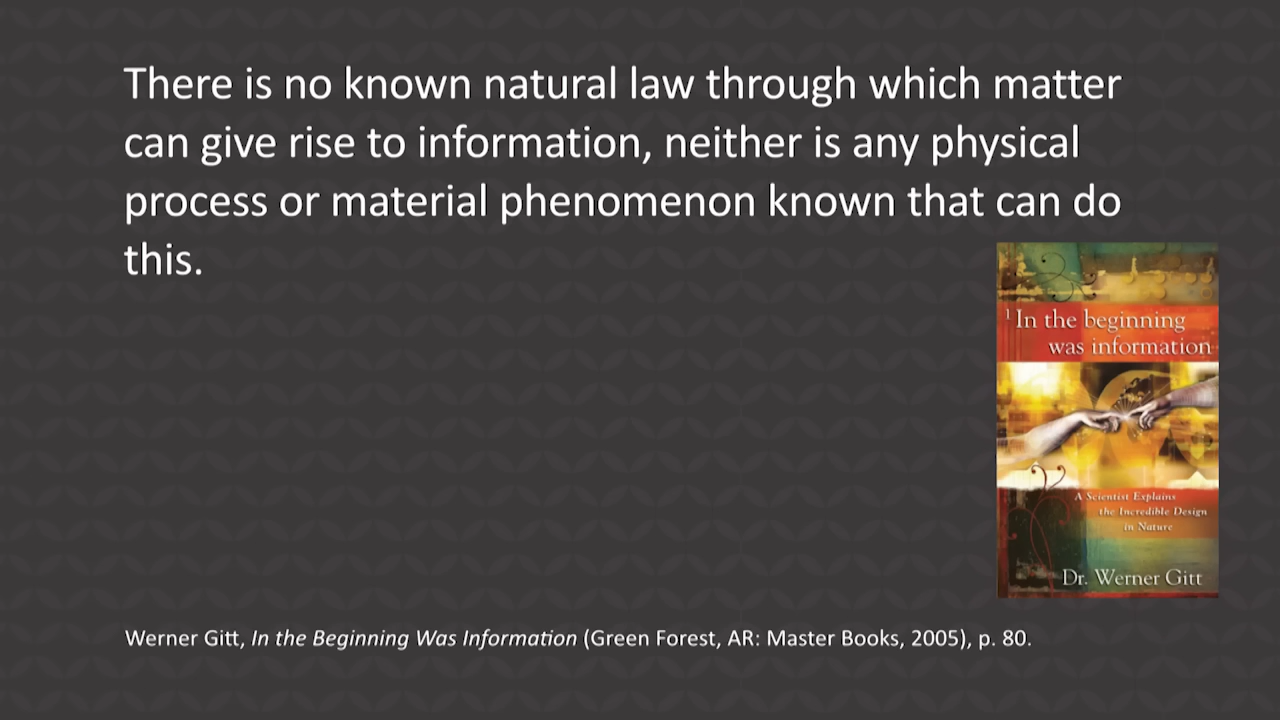 There is no known natural law through which matter
can give rise to information, neither is any physical
process or material phenomenon known that can do
this.
1 In the beginning
was information
A Scientist Explains
the Incredible Design
in Nature
Dr. Werner Gitt
Werner Gitt, In the Beginning Was Information (Green Forest, AR: Master Books, 2005), p. 80.